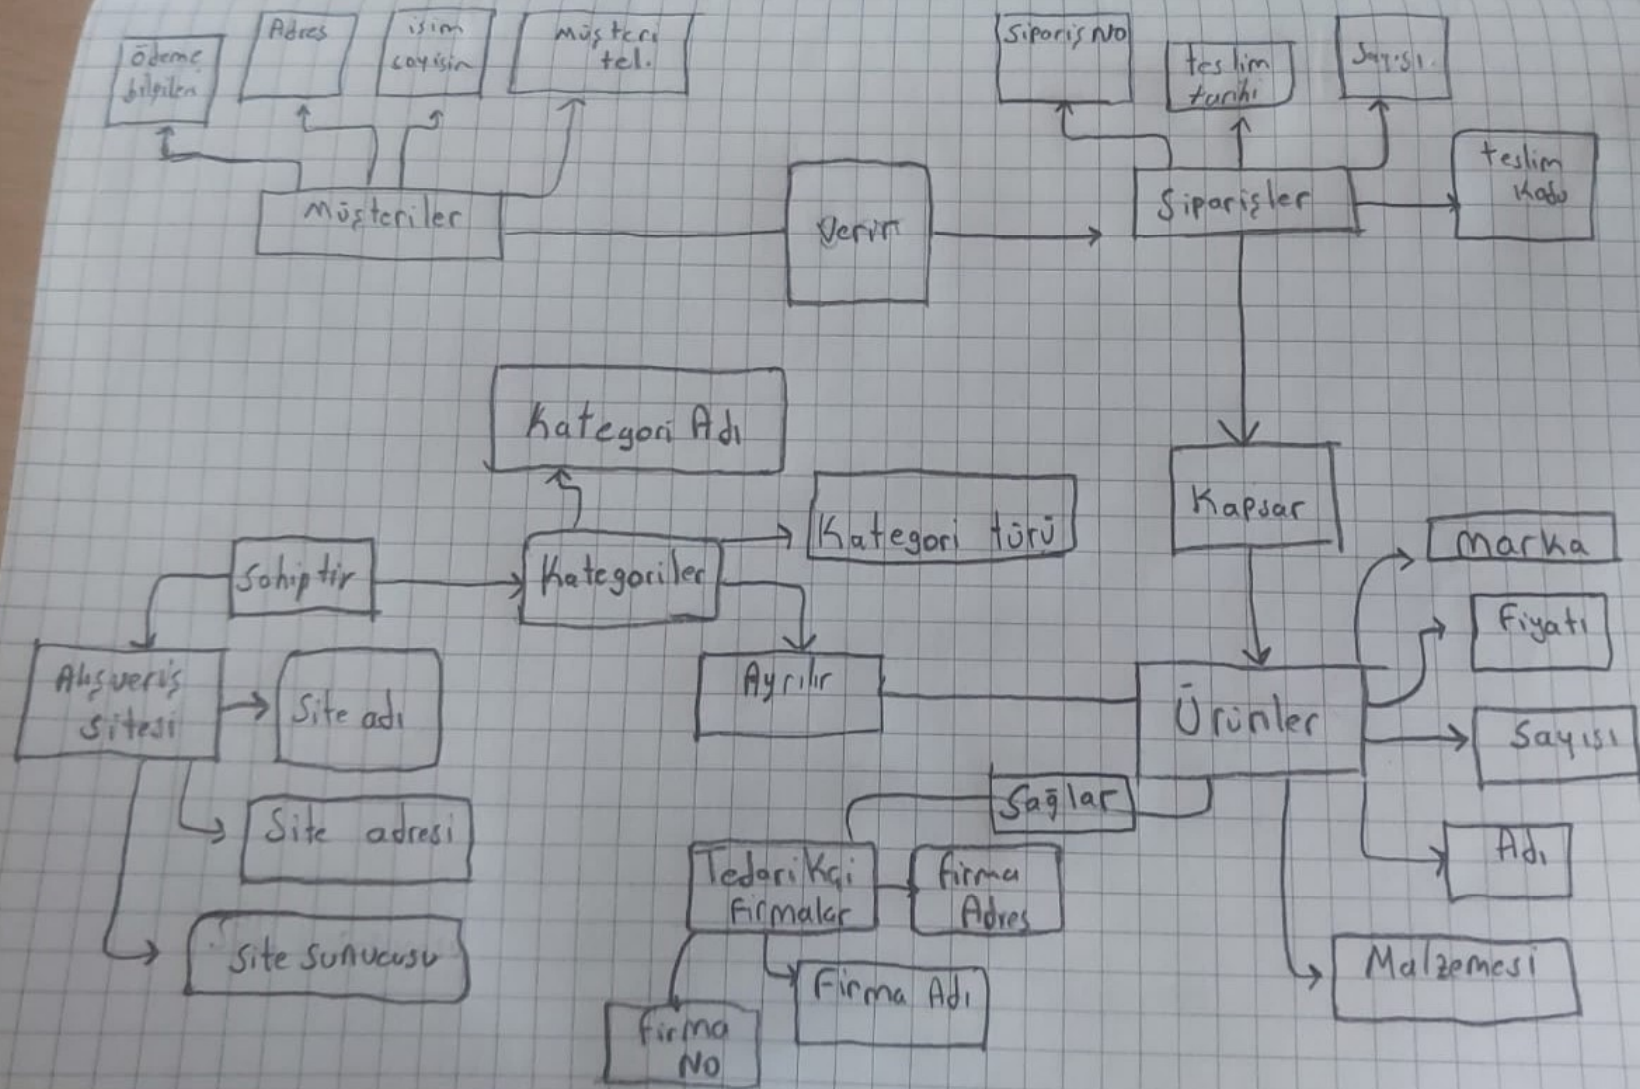 Ödeme
bilgileri
Adres
isim
soyisim
Müşteri
tel.
Sipariş No
teslim
tarihi
Sayısı.
teslim
Kodu
Müşteriler
Verir
Siparişler
Kategori Adı
Kapsar
Kategori türü
Marka
Sahiptir
Kategoriler
Fiyatı
Alışveriş
Sitesi
Site adı
Ayrılır
Ürünler
Sayısı
Sağlar
Site adresi
Adı
Tedarikçi
Firmalar
firma
Adres
Site Sunucusu
Malzemesi
Firma Adı
firma
No